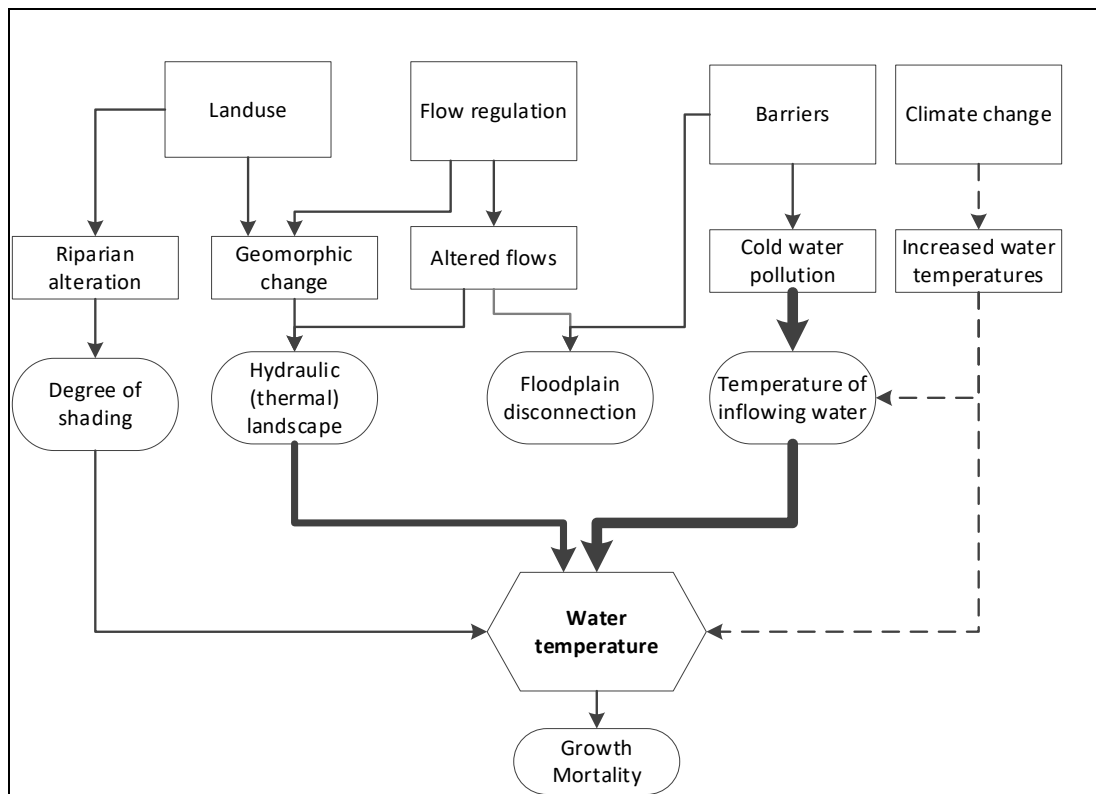 Landuse
Flow regulation
Barriers
Climate change
Riparian
alteration
Geomorphic
change
Altered flows
Cold water
pollution
Increased water
temperatures
Degree of
shading
Hydraulic
(thermal)
landscape
Floodplain
disconnection
Temperature of
inflowing water
Water
temperature
Growth
Mortality